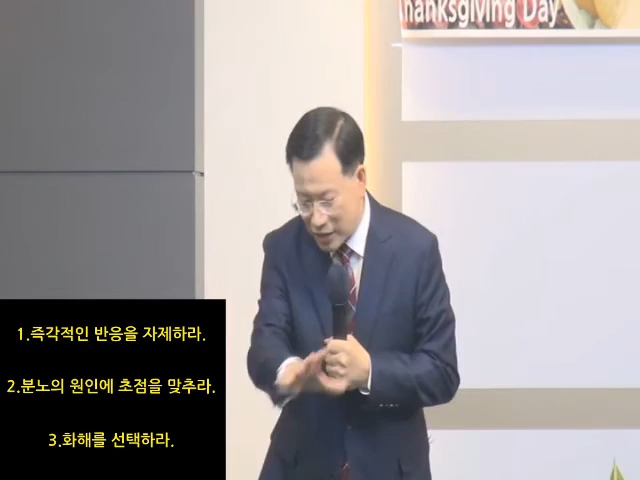 Thanksgiving Day
1.즉각적인 반응을 자제하라.
2.분노의 원인에 초점을 맞추라.
3.화해를 선택하라.